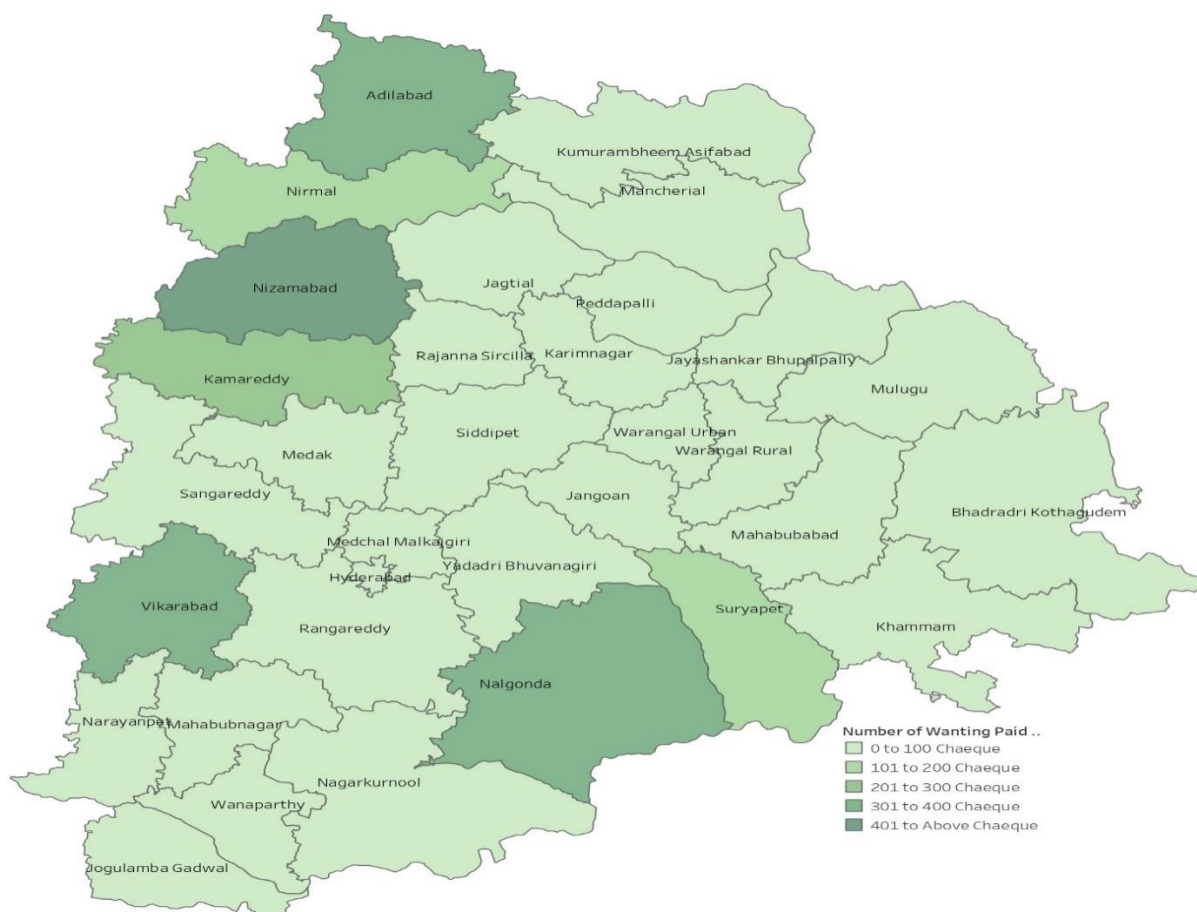 Adilabad
Kumurambheem Asifabad
Nirmal
Mancherial
Nizamabad
Jagtial
Peddapalli
Rajanna Sircilla
Karimnagar
Jayashankar Bhupalpally
Kamareddy
Mulugu
Siddipet
Warangal Urban
Medak
Warangal Rural
Sangareddy
Jangoan
Bhadradri Kothagudem
Mahabubabad
Medchal Malkajgiri
Yadadri Bhuvanagiri
Hyderabad
Vikarabad
Suryapet
Rangareddy
Khammam
Nalgonda
Narayanpet
Mahabubnagar
Nagarkurnool
Wanaparthy
Jogulamba Gadwal
Number of Wanting Paid ..
0 to 100 Chaeque
101 to 200 Chaeque
201 to 300 Chaeque
301 to 400 Chaeque
401 to Above Chaeque